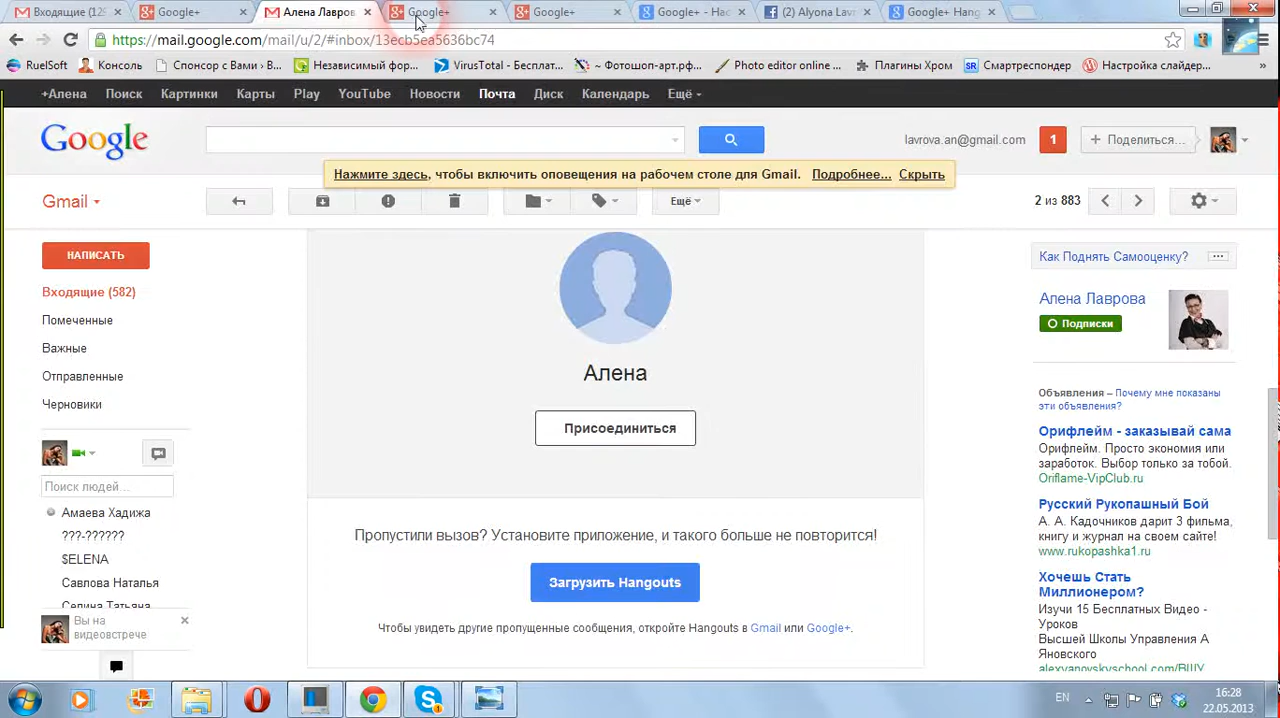 Входящие (129
Google+
Алена Лавров
Google+
Google+
Google+ - Нас
(2) Alyona Lav
Google+ Hang
https://mail.google.com/mail/u/2/#inbox/13ecb5ea5636bc74
RuelSoft
Консоль
Спонсор с Вами › В...
Независимый фор...
VirusTotal - Бесплат...
~ Фотошоп-арт.рф...
Photo editor online ...
Плагины Хром
SR Смартреспондер
Настройка слайдер...
»
+Алена
Поиск
Картинки
Карты
Play
YouTube
Новости
Почта
Диск
Календарь
Ещё
Google
lavrova.an@gmail.com
1
+ Поделиться...
Нажмите здесь, чтобы включить оповещения на рабочем столе для Gmail. Подробнее... Скрыть
Gmail
Ещё
2 из 883
НАПИСАТЬ
Входящие (582)
Помеченные
Важные
Отправленные
Черновики
Поиск людей...
Амаева Хадижа
???-??????
$ELENA
Савлова Наталья
Селина Татьяна
Вы на
видеовстрече
Алена
Присоединиться
Пропустили вызов? Установите приложение, и такого больше не повторится!
Загрузить Hangouts
Чтобы увидеть другие пропущенные сообщения, откройте Hangouts в Gmail или Google+.
Как Поднять Самооценку?
Алена Лаврова
Подписки
Объявления – Почему мне показаны
эти объявления?
Орифлейм - заказывай сама
Орифлейм. Просто экономия или
заработок. Выбор только за тобой.
Oriflame-VipClub.ru
Русский Рукопашный Бой
А. А. Кадочников дарит 3 фильма,
книгу и журнал на своем сайте!
www.rukopashka1.ru
Хочешь Стать
Миллионером?
Изучи 15 Бесплатных Видео -
Уроков
Высшей Школы Управления А
Яновского
alexyanovskyschool.com/ВШУ
EN
16:28
22.05.2013